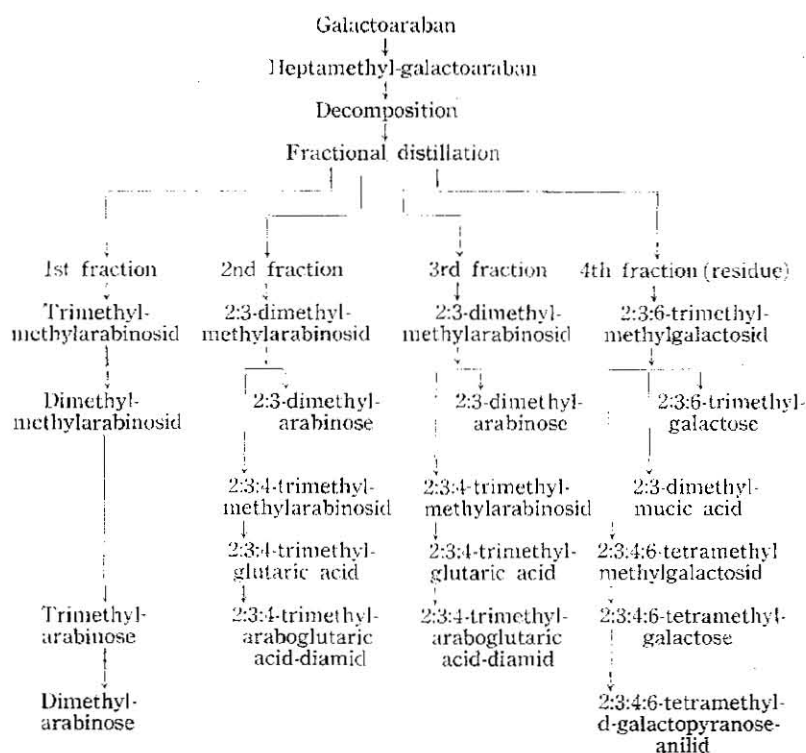 Galactoaraban
Heptamethyl-galactoaraban
Decomposition
Fractional distillation
1st fraction
2nd fraction
3rd fraction
4th fraction (residue)
Trimethyl-
methylarabinosid
2:3-dimethyl-
methylarabinosid
2:3-dimethyl-
methylarabinosid
2:3:6-trimethyl-
methylgalactosid
Dimethyl-
methylarabinosid
2:3-dimethyl-
arabinose
2:3-dimethyl-
arabinose
2:3:6-trimethyl-
galactose
2:3:4-trimethyl-
methylarabinosid
2:3:4-trimethyl-
methylarabinosid
2:3-dimethyl-
mucic acid
2:3:4-trimethyl-
glutaric acid
2:3:4-trimethyl-
glutaric acid
2:3:4:6-tetramethyl
methylgalactosid
Trimethyl-
arabinose
2:3:4-trimethyl-
araboglutaric
acid-diamid
2:3:4-trimethyl-
araboglutaric
acid-diamid
2:3:4:6-tetramethyl-
galactose
Dimethyl-
arabinose
2:3:4:6-tetramethyl-
d-galactopyranose-
anilid